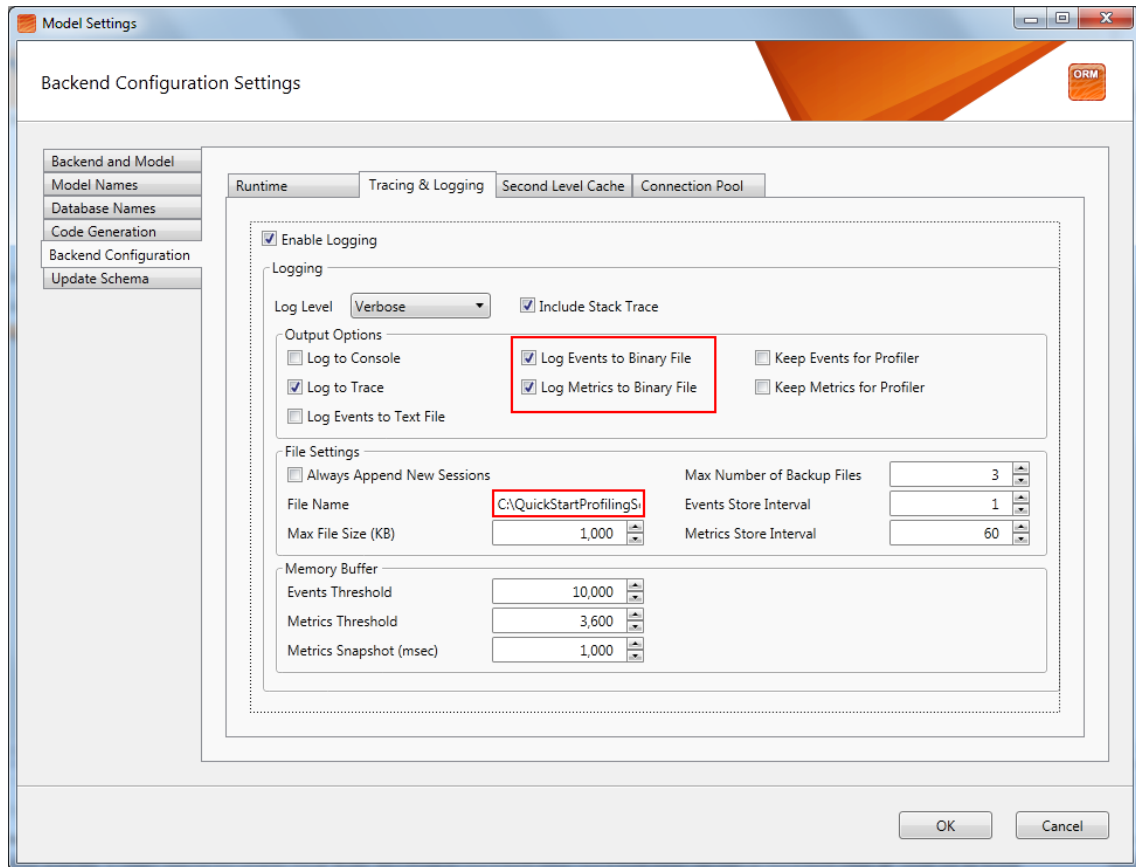 Model Settings
Backend Configuration Settings
ORM
Backend and Model
Model Names
Database Names
Code Generation
Backend Configuration
Update Schema
Runtime
Tracing & Logging
Second Level Cache
Connection Pool
Enable Logging
Logging
Log Level Verbose Include Stack Trace
Output Options
Log to Console Log Events to Binary File Keep Events for Profiler
Log to Trace Log Metrics to Binary File Keep Metrics for Profiler
Log Events to Text File
File Settings
Always Append New Sessions Max Number of Backup Files 3
File Name C:\QuickStartProfilingS Events Store Interval 1
Max File Size (KB) 1,000 Metrics Store Interval 60
Memory Buffer
Events Threshold 10,000
Metrics Threshold 3,600
Metrics Snapshot (msec) 1,000
OK Cancel